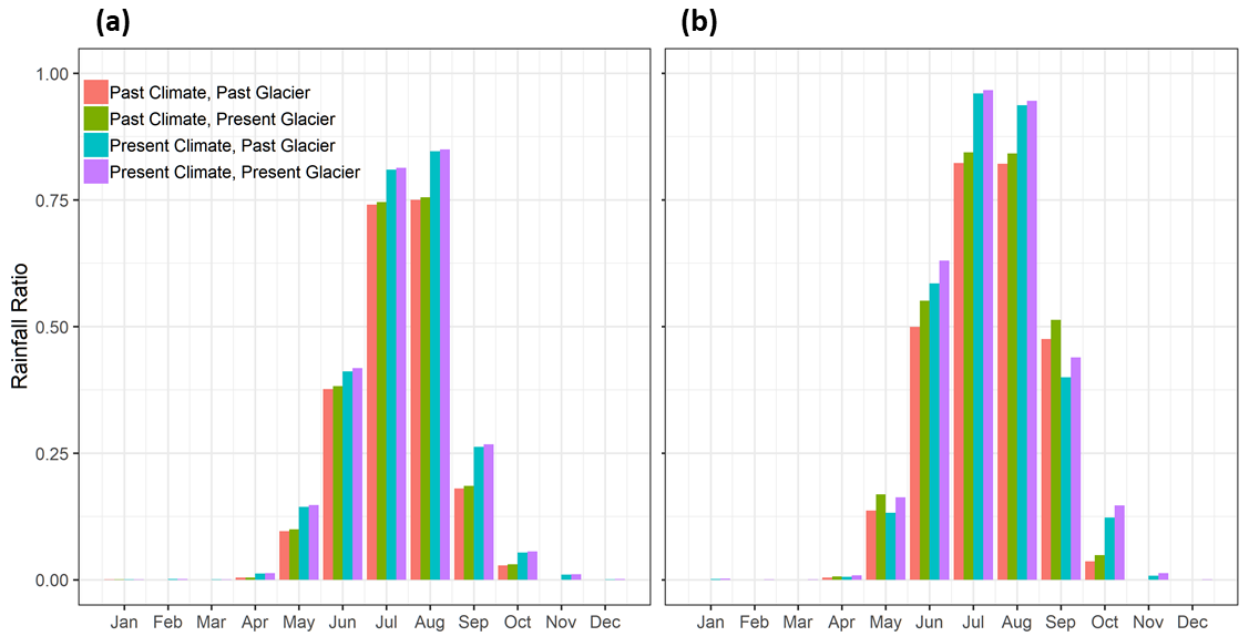 (a)
(b)
Past Climate, Past Glacier
Past Climate, Present Glacier
Present Climate, Past Glacier
Present Climate, Present Glacier
Rainfall Ratio
1.00
0.75
0.50
0.25
0.00
Jan Feb Mar Apr May Jun Jul Aug Sep Oct Nov Dec
Jan Feb Mar Apr May Jun Jul Aug Sep Oct Nov Dec